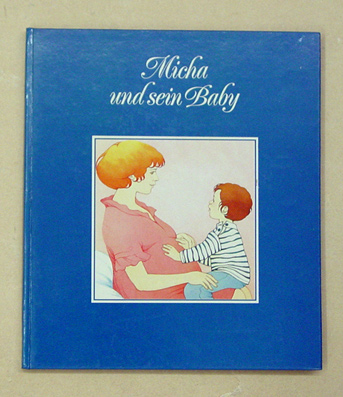 Micha
und sein Baby